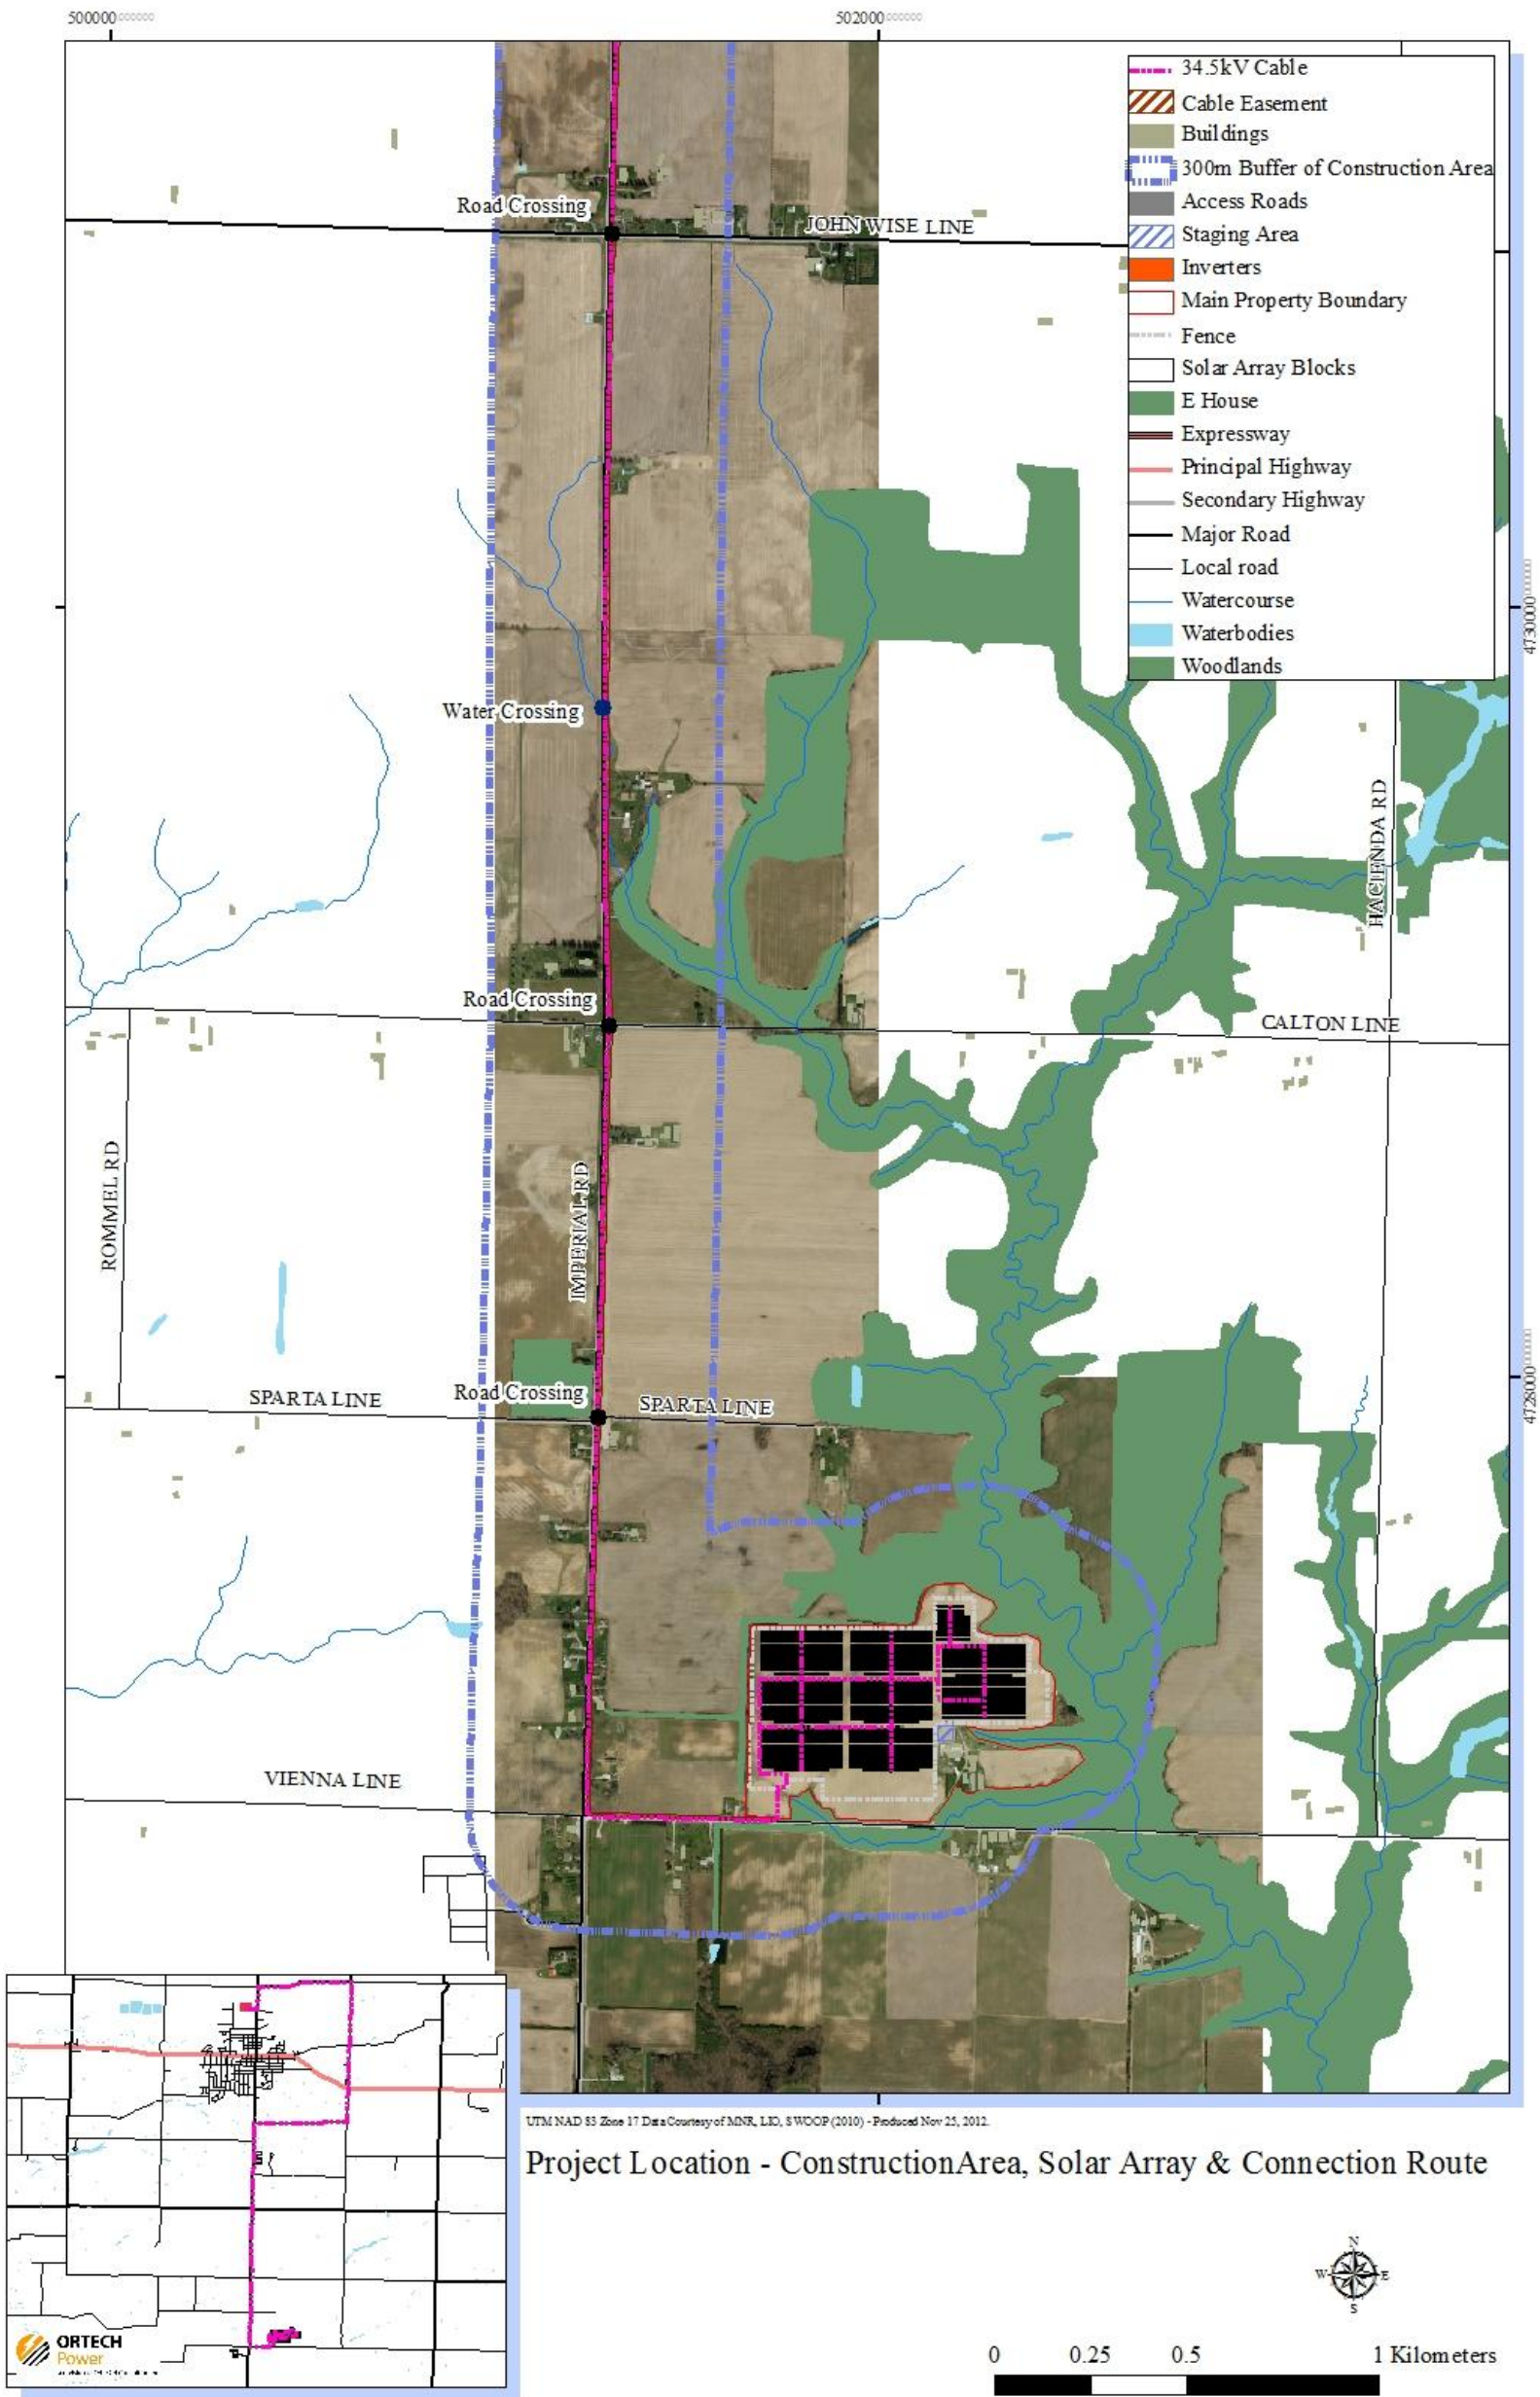 500000
502000
34.5kV Cable
Cable Easement
Buildings
300m Buffer of Construction Area
Access Roads
Staging Area
Inverters
Main Property Boundary
Fence
Solar Array Blocks
E House
Expressway
Principal Highway
Secondary Highway
Major Road
Local road
Watercourse
Waterbodies
Woodlands
Road Crossing
JOHN WISE LINE
4730000
Water Crossing
HACIENDA RD
Road Crossing
CALTON LINE
ROMMEL RD
IMPERIAL RD
4728000
SPARTA LINE
Road Crossing
SPARTA LINE
VIENNA LINE
UTM NAD 83 Zone 17 Data Courtesy of MNR, LIO, SWOOP (2010) - Produced Nov 25, 2012.
Project Location - ConstructionArea, Solar Array & Connection Route
N
W
E
S
ORTECH
Power
0 0.25 0.5 1 Kilometers